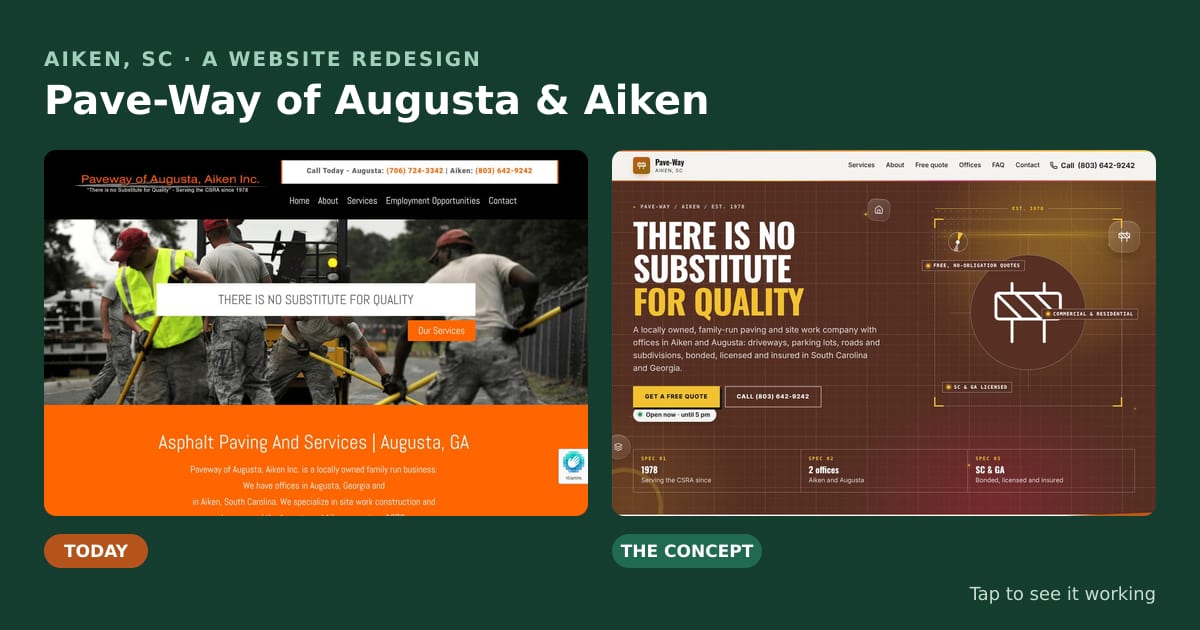 AIKEN, SC · A WEBSITE REDESIGN
Pave-Way of Augusta & Aiken
Paveway of Augusta, Aiken Inc.
"There is no Substitute for Quality" - Serving the CSRA since 1978
Call Today - Augusta: (706) 724-3342 | Aiken: (803) 642-9242
Home About Services Employment Opportunities Contact
THERE IS NO SUBSTITUTE FOR QUALITY
Our Services
Asphalt Paving And Services | Augusta, GA
Paveway of Augusta, Aiken Inc. is a locally owned family run business.
We have offices in Augusta, Georgia and
in Aiken, South Carolina. We specialize in site work construction and
hCaptcha
TODAY
Pave-Way
AIKEN, SC
Services About Free quote Offices FAQ Contact Call (803) 642-9242
PAVE-WAY / AIKEN / EST. 1978
THERE IS NO
SUBSTITUTE
FOR QUALITY
A locally owned, family-run paving and site work company with
offices in Aiken and Augusta: driveways, parking lots, roads and
subdivisions, bonded, licensed and insured in South Carolina
and Georgia.
GET A FREE QUOTE
CALL (803) 642-9242
Open now · until 5 pm
EST. 1978
FREE, NO-OBLIGATION QUOTES
COMMERCIAL & RESIDENTIAL
SC & GA LICENSED
SPEC 01
1978
Serving the CSRA since
SPEC 02
2 offices
Aiken and Augusta
SPEC 03
SC & GA
Bonded, licensed and insured
THE CONCEPT
Tap to see it working